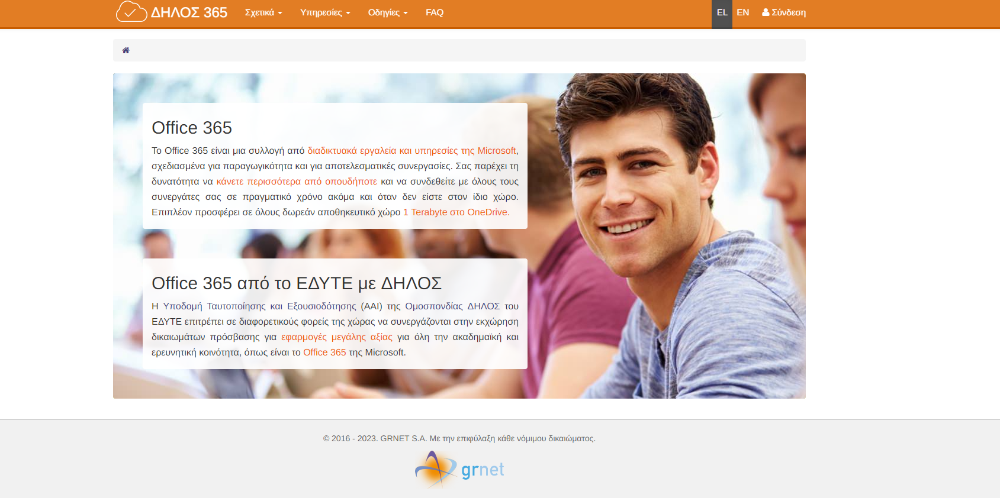 ΔΗΛΟΣ 365 Σχετικά Υπηρεσίες Οδηγίες FAQ EL EN Σύνδεση
Office 365
Το Office 365 είναι μια συλλογή από διαδικτυακά εργαλεία και υπηρεσίες της Microsoft,
σχεδιασμένα για παραγωγικότητα και για αποτελεσματικές συνεργασίες. Σας παρέχει τη
δυνατότητα να κάνετε περισσότερα από οπουδήποτε και να συνδεθείτε με όλους τους
συνεργάτες σας σε πραγματικό χρόνο ακόμα και όταν δεν είστε στον ίδιο χώρο.
Επιπλέον προσφέρει σε όλους δωρεάν αποθηκευτικό χώρο 1 Terabyte στο OneDrive.
Office 365 από το ΕΔΥΤΕ με ΔΗΛΟΣ
Η Υποδομή Ταυτοποίησης και Εξουσιοδότησης (ΑΑΙ) της Ομοσπονδίας ΔΗΛΟΣ του
ΕΔΥΤΕ επιτρέπει σε διαφορετικούς φορείς της χώρας να συνεργάζονται στην εκχώρηση
δικαιωμάτων πρόσβασης για εφαρμογές μεγάλης αξίας για όλη την ακαδημαϊκή και
ερευνητική κοινότητα, όπως είναι το Office 365 της Microsoft.
© 2016 - 2023. GRNET S.A. Με την επιφύλαξη κάθε νόμιμου δικαιώματος.
grnet